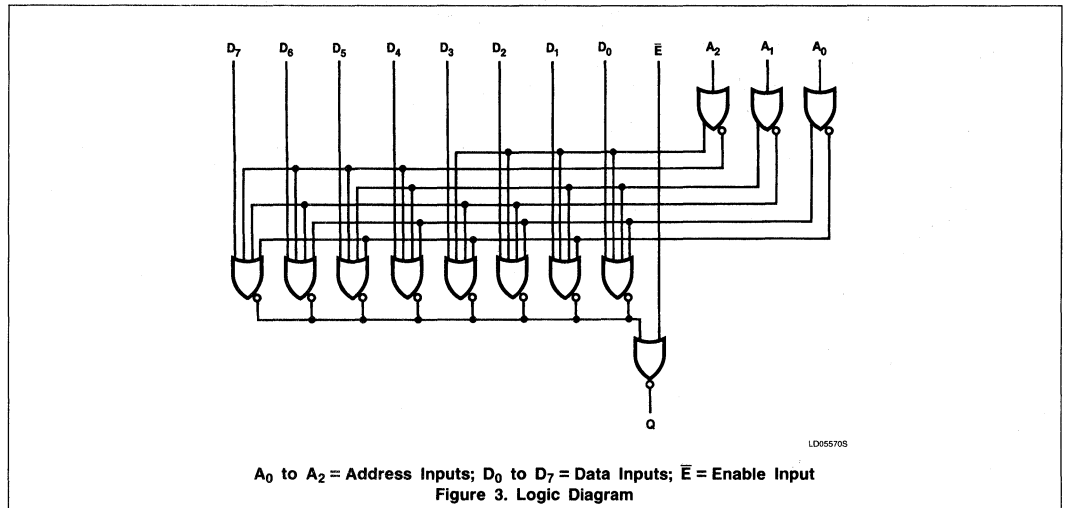 D7 D6 D5 D4 D3 D2 D1 D0 E̅ A2 A1 A0
Q
LD05570S
A0 to A2 = Address Inputs; D0 to D7 = Data Inputs; E̅ = Enable Input
Figure 3. Logic Diagram